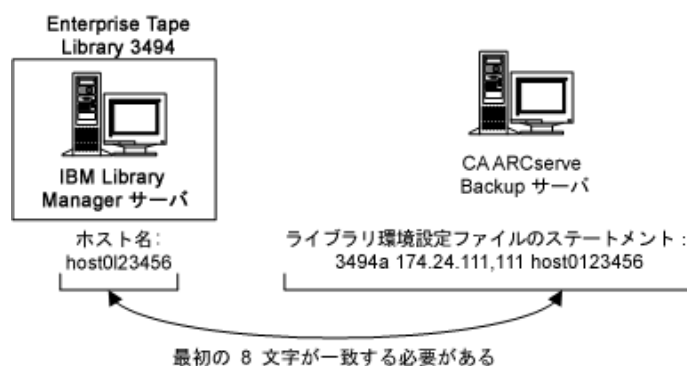 Enterprise Tape
Library 3494
IBM Library
Manager サーバ
ホスト名:
host0l23456
CA ARCserve
Backup サーバ
ライブラリ環境設定ファイルのステートメント :
3494a 174.24.111,111 host0123456
最初の 8 文字が一致する必要がある